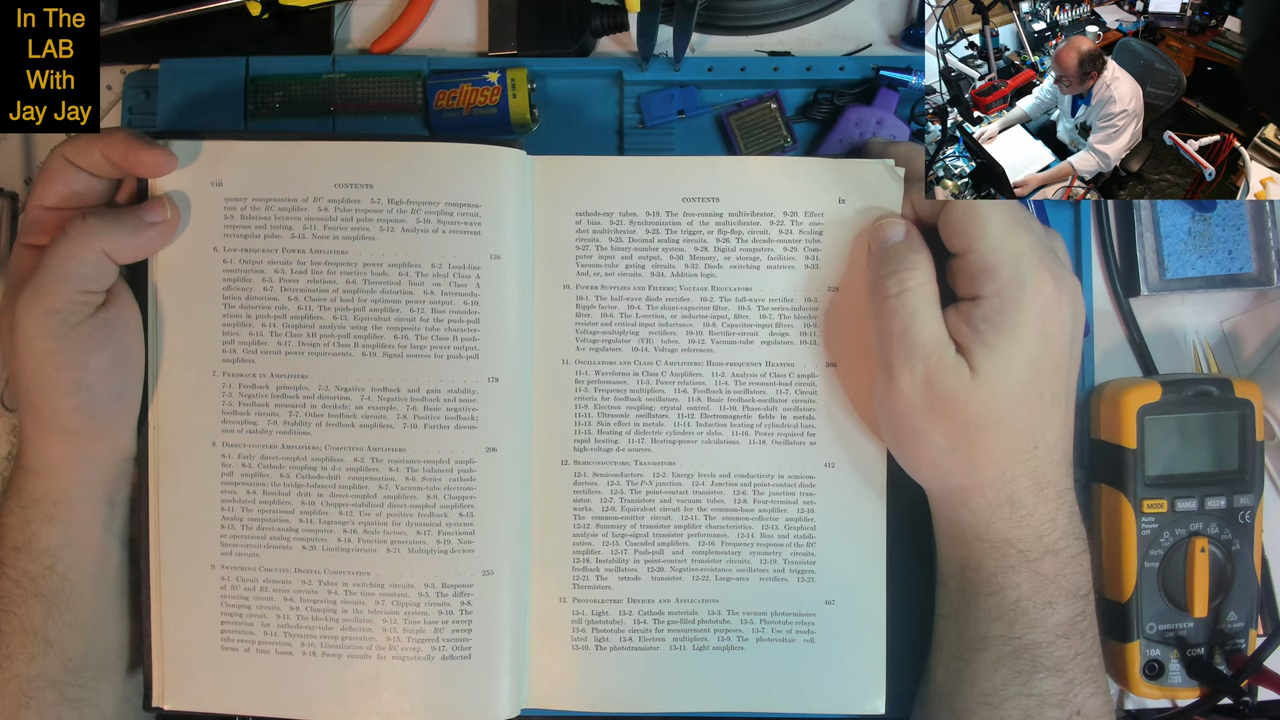 In The
LAB
With
Jay Jay
eclipse
viii
CONTENTS
quency compensation of RC amplifiers. 5-7. High-frequency compensa-
tion of the RC amplifier. 5-8. Pulse response of the RC coupling circuit.
5-9. Relations between sinusoidal and pulse response. 5-10. Square-wave
response and testing. 5-11. Fourier series. 5-12. Analysis of a recurrent
rectangular pulse. 5-13. Noise in amplifiers.
6. Low-frequency Power Amplifiers 136
6-1. Output circuits for low-frequency power amplifiers. 6-2. Load-line
construction. 6-3. Load line for reactive loads. 6-4. The ideal Class A
amplifier. 6-5. Power relations. 6-6. Theoretical limit on Class A
efficiency. 6-7. Determination of amplitude distortion. 6-8. Intermodu-
lation distortion. 6-9. Choice of load for optimum power output. 6-10.
The distortion rule. 6-11. The push-pull amplifier. 6-12. Bias consider-
ations in push-pull amplifiers. 6-13. Equivalent circuit for the push-pull
amplifier. 6-14. Graphical analysis using the composite tube character-
istics. 6-15. The Class AB push-pull amplifier. 6-16. The Class B push-
pull amplifier. 6-17. Design of Class B amplifiers for large power output.
6-18. Grid circuit power requirements. 6-19. Signal sources for push-pull
amplifiers.
7. Feedback in Amplifiers 178
7-1. Feedback principles. 7-2. Negative feedback and gain stability.
7-3. Negative feedback and distortion. 7-4. Negative feedback and noise.
7-5. Feedback measured in decibels; an example. 7-6. Basic negative-
feedback circuits. 7-7. Other feedback circuits. 7-8. Positive feedback;
decoupling. 7-9. Stability of feedback amplifiers. 7-10. Further discus-
sion of stability conditions.
8. Direct-coupled Amplifiers; Computing Amplifiers 206
8-1. Early direct-coupled amplifiers. 8-2. The resistance-coupled ampli-
fier. 8-3. Cathode coupling in d-c amplifiers. 8-4. The balanced push-
pull amplifier. 8-5. Cathode-drift compensation. 8-6. Series cathode
compensation; the bridge-balanced amplifier. 8-7. Vacuum-tube electrom-
eters. 8-8. Residual drift in direct-coupled amplifiers. 8-9. Chopper-
modulated amplifiers. 8-10. Chopper-stabilized direct-coupled amplifiers.
8-11. The operational amplifier. 8-12. Use of positive feedback. 8-13.
Analog computation. 8-14. Lagrange's equation for dynamical systems.
8-15. The direct-analog computer. 8-16. Scale factors. 8-17. Functional
or operational analog computers. 8-18. Function generators. 8-19. Non-
linear-circuit elements. 8-20. Limiting circuits. 8-21. Multiplying devices
and circuits.
9. Switching Circuits; Digital Computation 255
9-1. Circuit elements. 9-2. Tubes in switching circuits. 9-3. Response
of RC and RL series circuits. 9-4. The time constant. 9-5. The differ-
entiating circuit. 9-6. Integrating circuits. 9-7. Clipping circuits. 9-8.
Clamping circuits. 9-9. Clamping in the television system. 9-10. The
ringing circuit. 9-11. The blocking oscillator. 9-12. Time base or sweep
generation for cathode-ray-tube deflection. 9-13. Simple RC sweep
generation. 9-14. Thyratron sweep generators. 9-15. Triggered vacuum-
tube sweep generators. 9-16. Linearization of the RC sweep. 9-17. Other
forms of time bases. 9-18. Sweep circuits for magnetically deflected
CONTENTS
ix
cathode-ray tubes. 9-19. The free-running multivibrator. 9-20. Effect
of bias. 9-21. Synchronization of the multivibrator. 9-22. The one-
shot multivibrator. 9-23. The trigger, or flip-flop, circuit. 9-24. Scaling
circuits. 9-25. Decimal scaling circuits. 9-26. The decade-counter tube.
9-27. The binary-number system. 9-28. Digital computers. 9-29. Com-
puter input and output. 9-30. Memory, or storage, facilities. 9-31.
Vacuum-tube gating circuits. 9-32. Diode switching matrices. 9-33.
And, or, not circuits. 9-34. Addition logic.
10. Power Supplies and Filters; Voltage Regulators 328
10-1. The half-wave diode rectifier. 10-2. The full-wave rectifier. 10-3.
Ripple factor. 10-4. The shunt-capacitor filter. 10-5. The series-inductor
filter. 10-6. The L-section, or inductor-input, filter. 10-7. The bleeder
resistor and critical input inductance. 10-8. Capacitor-input filters. 10-9.
Voltage-multiplying rectifiers. 10-10. Rectifier-circuit design. 10-11.
Voltage-regulator (VR) tubes. 10-12. Vacuum-tube regulators. 10-13.
A-c regulators. 10-14. Voltage references.
11. Oscillators and Class C Amplifiers; High-frequency Heating 366
11-1. Waveforms in Class C Amplifiers. 11-2. Analysis of Class C ampli-
fier performance. 11-3. Power relations. 11-4. The resonant-load circuit.
11-5. Frequency multipliers. 11-6. Feedback in oscillators. 11-7. Circuit
criteria for feedback oscillators. 11-8. Basic feedback-oscillator circuits.
11-9. Electron coupling; crystal control. 11-10. Phase-shift oscillators.
11-11. Ultrasonic oscillators. 11-12. Electromagnetic fields in metals.
11-13. Skin effect in metals. 11-14. Induction heating of cylindrical bars.
11-15. Heating of dielectric cylinders or slabs. 11-16. Power required for
rapid heating. 11-17. Heating-power calculations. 11-18. Oscillators as
high-voltage d-c sources.
12. Semiconductors; Transistors 412
12-1. Semiconductors. 12-2. Energy levels and conductivity in semicon-
ductors. 12-3. The P-N junction. 12-4. Junction and point-contact diode
rectifiers. 12-5. The point-contact transistor. 12-6. The junction tran-
sistor. 12-7. Transistors and vacuum tubes. 12-8. Four-terminal net-
works. 12-9. Equivalent circuit for the common-base amplifier. 12-10.
The common-emitter circuit. 12-11. The common-collector amplifier.
12-12. Summary of transistor amplifier characteristics. 12-13. Graphical
analysis of large-signal transistor performance. 12-14. Bias and stabili-
zation. 12-15. Cascaded amplifiers. 12-16. Frequency response of the RC
amplifier. 12-17. Push-pull and complementary symmetry circuits.
12-18. Instability in point-contact transistor circuits. 12-19. Transistor
feedback oscillators. 12-20. Negative-resistance oscillators and triggers.
12-21. The tetrode transistor. 12-22. Large-area rectifiers. 12-23.
Thermistors.
13. Photoelectric Devices and Applications 467
13-1. Light. 13-2. Cathode materials. 13-3. The vacuum photoemissive
cell (phototube). 13-4. The gas-filled phototube. 13-5. Phototube relays.
13-6. Phototube circuits for measurement purposes. 13-7. Use of modu-
lated light. 13-8. Electron multipliers. 13-9. The photovoltaic cell.
13-10. The phototransistor. 13-11. Light amplifiers.
MODE
RANGE
HOLD
REL
Auto
Power
Off
OFF
CE
Hz%
Temp
DIGITECH
10A
COM